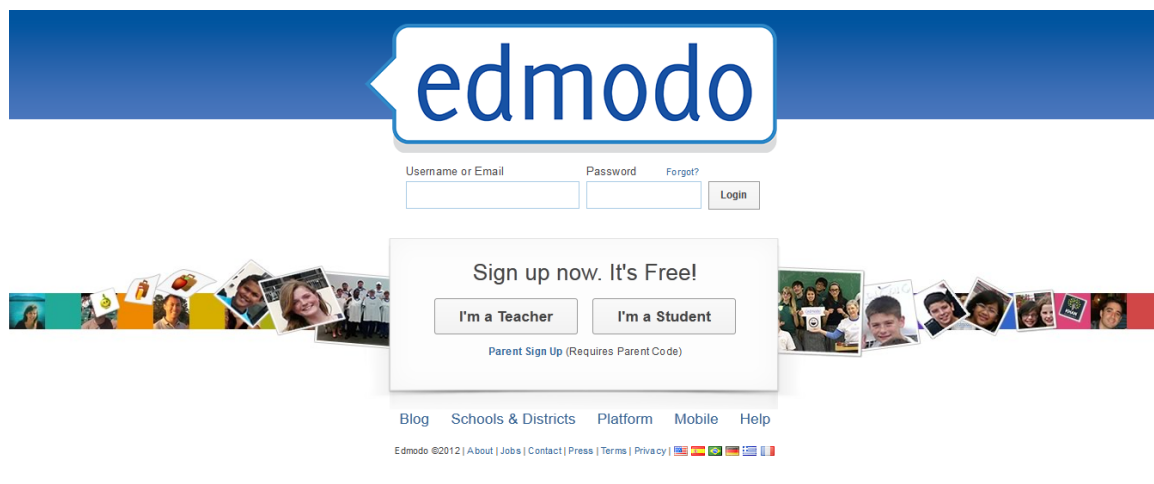 edmodo
Username or Email Password Forgot?
Login
Sign up now. It's Free!
I'm a Teacher I'm a Student
Parent Sign Up (Requires Parent Code)
Blog Schools & Districts Platform Mobile Help
Edmodo ©2012 | About | Jobs | Contact | Press | Terms | Privacy |